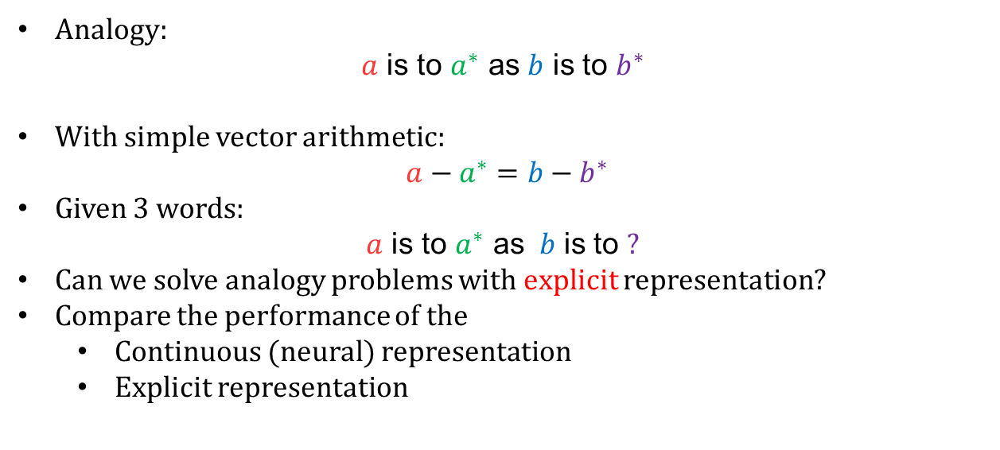 • Analogy:
a is to a* as b is to b*
• With simple vector arithmetic:
a − a* = b − b*
• Given 3 words:
a is to a* as b is to ?
• Can we solve analogy problems with explicit representation?
• Compare the performance of the
• Continuous (neural) representation
• Explicit representation